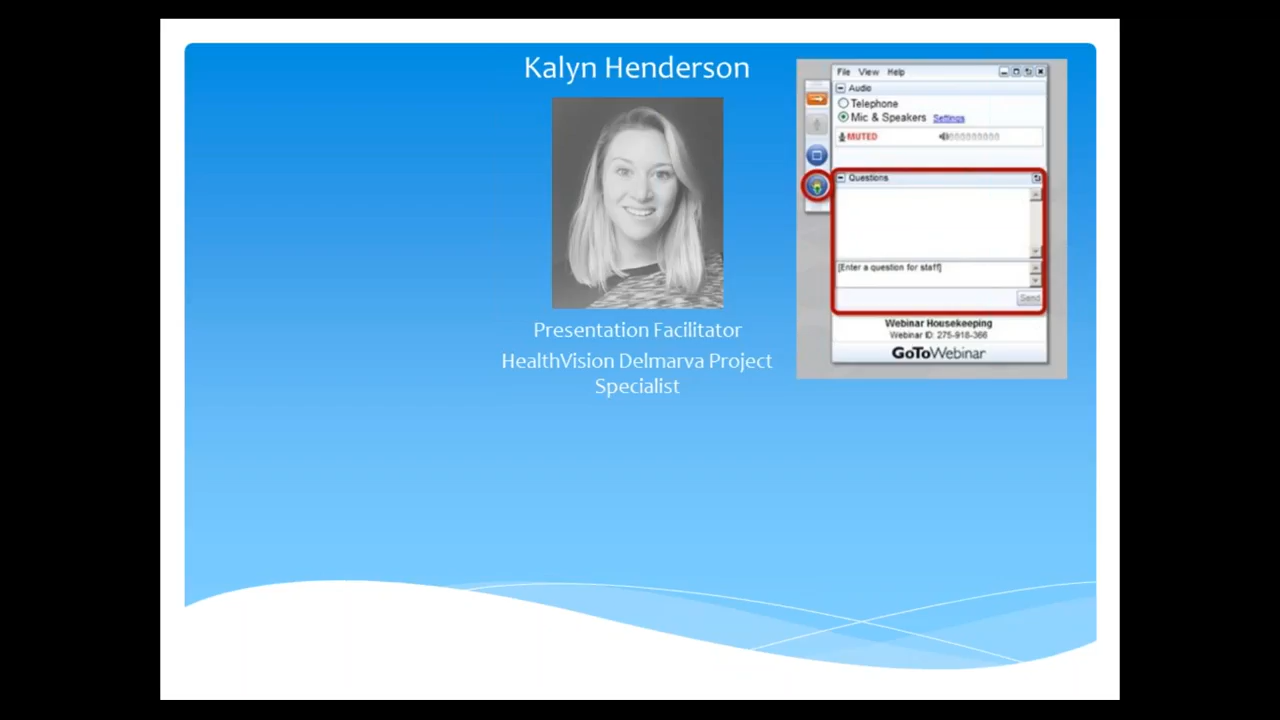 Kalyn Henderson
Presentation Facilitator
HealthVision Delmarva Project
Specialist
File View Help
Audio
Telephone
Mic & Speakers Settings
MUTED
Questions
[Enter a question for staff]
Send
Webinar Housekeeping
Webinar ID: 275-918-366
GoToWebinar